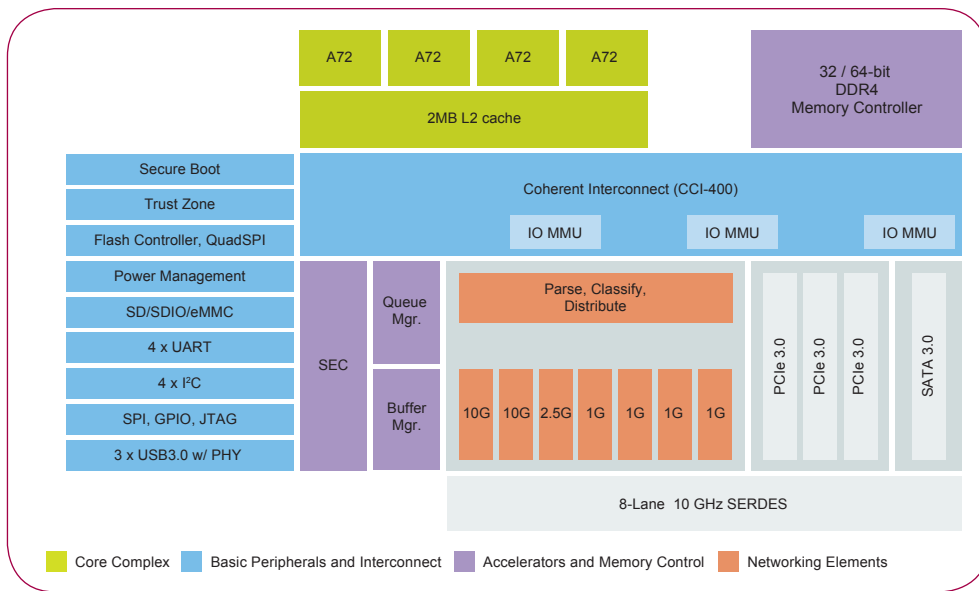 A72
A72
A72
A72
32 / 64-bit
DDR4
Memory Controller
2MB L2 cache
Secure Boot
Trust Zone
Flash Controller, QuadSPI
Power Management
SD/SDIO/eMMC
4 x UART
4 x I²C
SPI, GPIO, JTAG
3 x USB3.0 w/ PHY
Coherent Interconnect (CCI-400)
IO MMU
IO MMU
IO MMU
SEC
Queue
Mgr.
Buffer
Mgr.
Parse, Classify,
Distribute
10G
10G
2.5G
1G
1G
1G
1G
PCIe 3.0
PCIe 3.0
PCIe 3.0
SATA 3.0
8-Lane 10 GHz SERDES
Core Complex
Basic Peripherals and Interconnect
Accelerators and Memory Control
Networking Elements